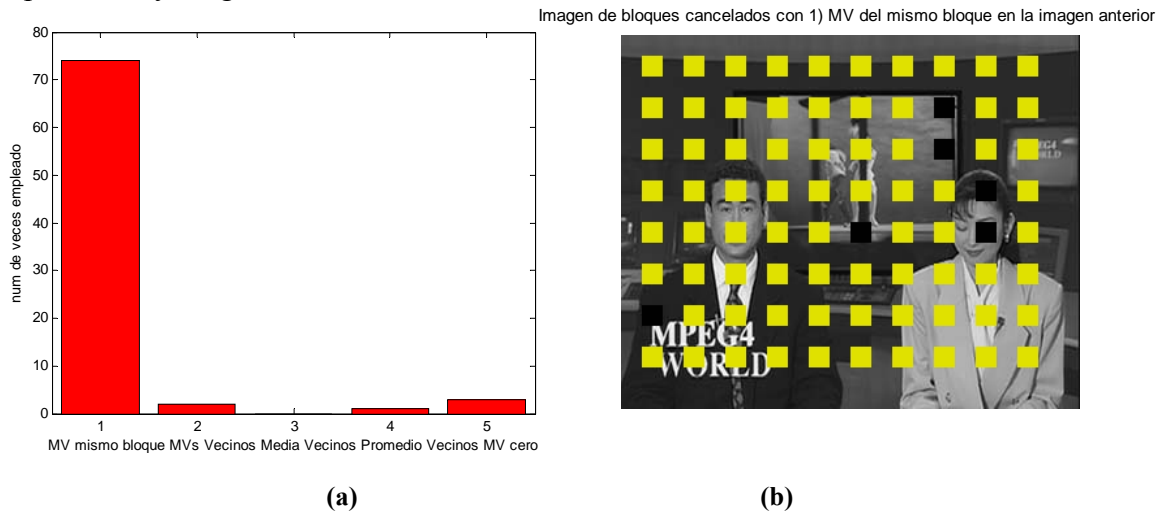 Imagen de bloques cancelados con 1) MV del mismo bloque en la imagen anterior
80
70
60
50
40
30
20
10
0
num de veces empleado
1 2 3 4 5
MV mismo bloque MVs Vecinos Media Vecinos Promedio Vecinos MV cero
MPEG4
WORLD
(a) (b)